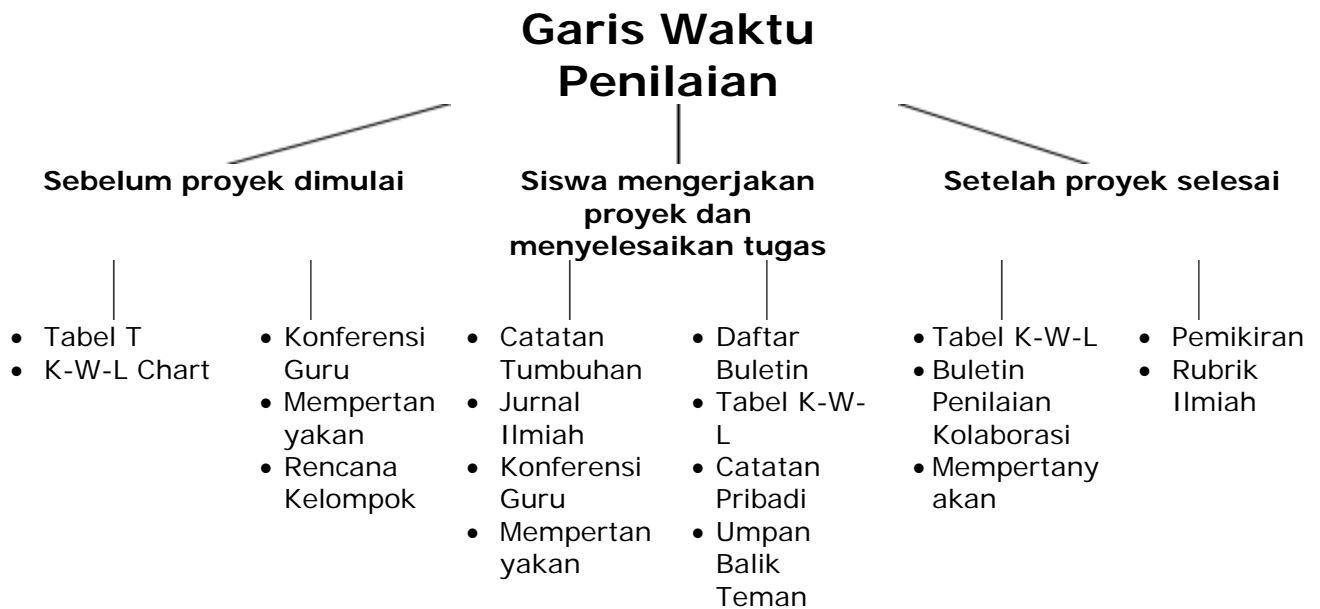 Garis Waktu
Penilaian
Sebelum proyek dimulai
Siswa mengerjakan
proyek dan
menyelesaikan tugas
Setelah proyek selesai
• Tabel T
• K-W-L Chart
• Konferensi
Guru
• Mempertan
yakan
• Rencana
Kelompok
• Catatan
Tumbuhan
• Jurnal
Ilmiah
• Konferensi
Guru
• Mempertan
yakan
• Daftar
Buletin
• Tabel K-W-
L
• Catatan
Pribadi
• Umpan
Balik
Teman
• Tabel K-W-L
• Buletin
Penilaian
Kolaborasi
• Mempertany
akan
• Pemikiran
• Rubrik
Ilmiah